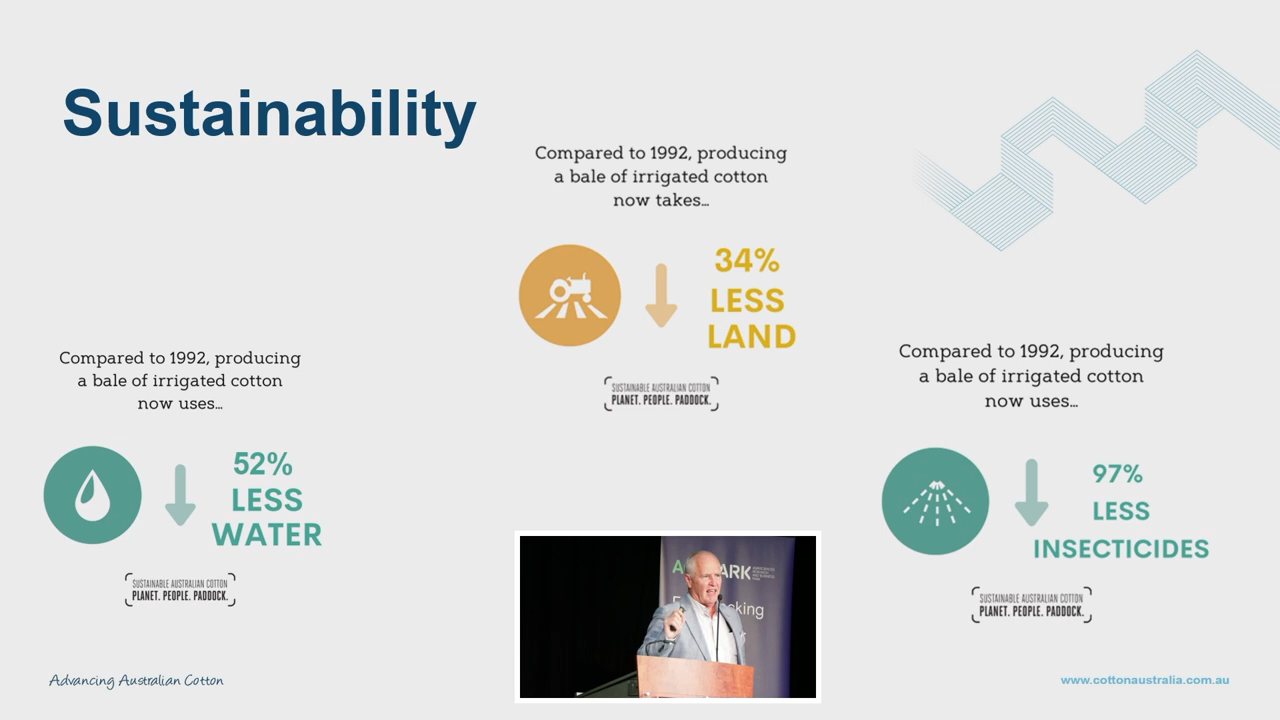 Sustainability
Compared to 1992, producing
a bale of irrigated cotton
now takes...
34%
LESS
LAND
SUSTAINABLE AUSTRALIAN COTTON
PLANET. PEOPLE. PADDOCK.
Compared to 1992, producing
a bale of irrigated cotton
now uses...
52%
LESS
WATER
SUSTAINABLE AUSTRALIAN COTTON
PLANET. PEOPLE. PADDOCK.
Compared to 1992, producing
a bale of irrigated cotton
now uses...
97%
LESS
INSECTICIDES
SUSTAINABLE AUSTRALIAN COTTON
PLANET. PEOPLE. PADDOCK.
Advancing Australian Cotton
www.cottonaustralia.com.au